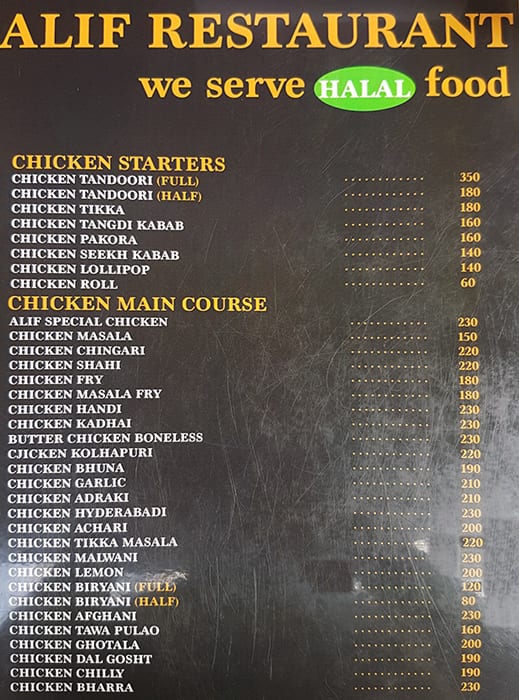 ALIF RESTAURANT
we serve HALAL food
CHICKEN STARTERS
CHICKEN TANDOORI (FULL) ............ 350
CHICKEN TANDOORI (HALF) ............ 180
CHICKEN TIKKA ............ 180
CHICKEN TANGDI KABAB ............ 160
CHICKEN PAKORA ............ 160
CHICKEN SEEKH KABAB ............ 140
CHICKEN LOLLIPOP ............ 140
CHICKEN ROLL ............ 60
CHICKEN MAIN COURSE
ALIF SPECIAL CHICKEN ............ 230
CHICKEN MASALA ............ 150
CHICKEN CHINGARI ............ 220
CHICKEN SHAHI ............ 220
CHICKEN FRY ............ 180
CHICKEN MASALA FRY ............ 180
CHICKEN HANDI ............ 230
CHICKEN KADHAI ............ 230
BUTTER CHICKEN BONELESS ............ 230
CJICKEN KOLHAPURI ............ 220
CHICKEN BHUNA ............ 190
CHICKEN GARLIC ............ 210
CHICKEN ADRAKI ............ 210
CHICKEN HYDERABADI ............ 230
CHICKEN ACHARI ............ 200
CHICKEN TIKKA MASALA ............ 220
CHICKEN MALWANI ............ 230
CHICKEN LEMON ............ 200
CHICKEN BIRYANI (FULL) ............ 120
CHICKEN BIRYANI (HALF) ............ 80
CHICKEN AFGHANI ............ 230
CHICKEN TAWA PULAO ............ 160
CHICKEN GHOTALA ............ 200
CHICKEN DAL GOSHT ............ 190
CHICKEN CHILLY ............ 190
CHICKEN BHARRA ............ 230